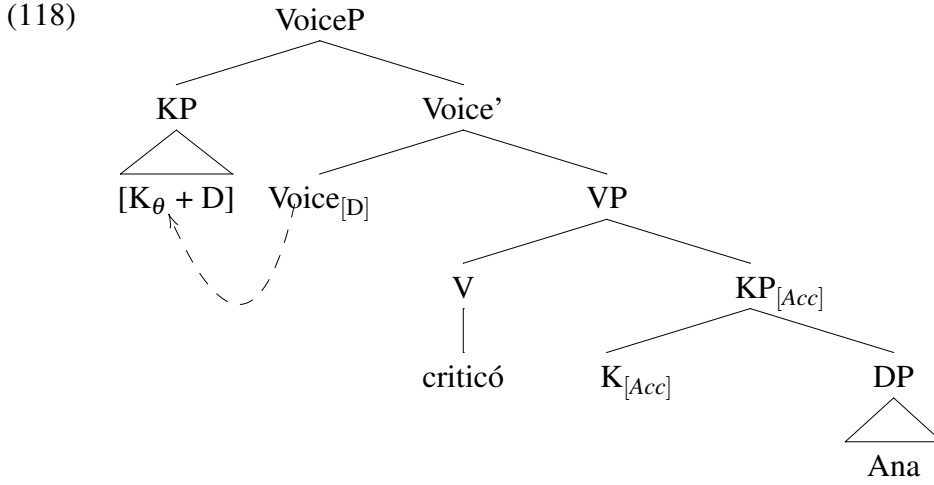 (118) VoiceP
KP Voice’
[Kθ + D] Voice[D] VP
V KP[Acc]
criticó K[Acc] DP
Ana